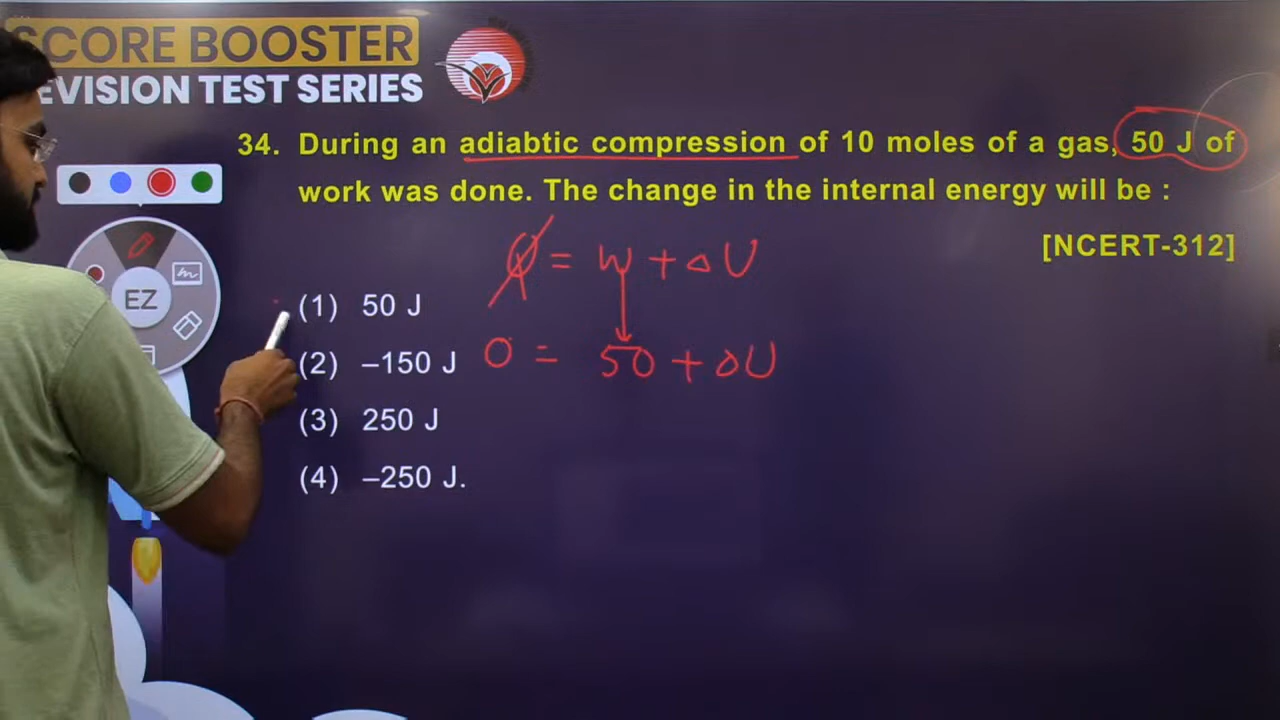 SCORE BOOSTER
EVISION TEST SERIES
34. During an adiabtic compression of 10 moles of a gas, 50 J of
work was done. The change in the internal energy will be :
[NCERT-312]
Q = W + ΔU
EZ
(1) 50 J
(2) –150 J
0 = 50 + ΔU
(3) 250 J
(4) –250 J.